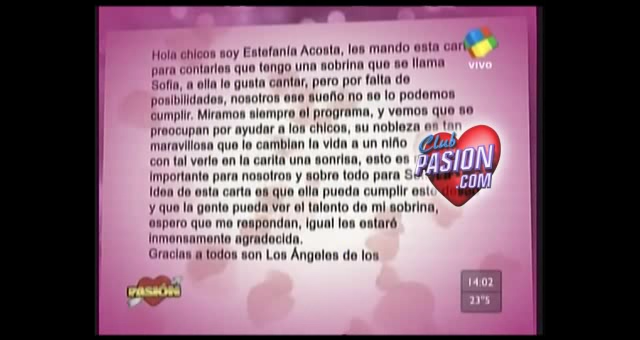 Hola chicos soy Estefanía Acosta, les mando esta car
para contarles que tengo una sobrina que se llama
Sofia, a ella le gusta cantar, pero por falta de
posibilidades, nosotros ese sueño no se lo podemos
cumplir. Miramos siempre el programa, y vemos que se
preocupan por ayudar a los chicos, su nobleza es tan
maravillosa que le cambian la vida a un niño
con tal verle en la carita una sonrisa, esto es
importante para nosotros y sobre todo para
Idea de esta carta es que ella pueda cumplir este
y que la gente pueda ver el talento de mi sobrina,
espero que me respondan, igual les estaré
inmensamente agradecida.
Gracias a todos son Los Ángeles de los
VIVO
Club
PASION
.COM
PASIÓN
14:02
23°5